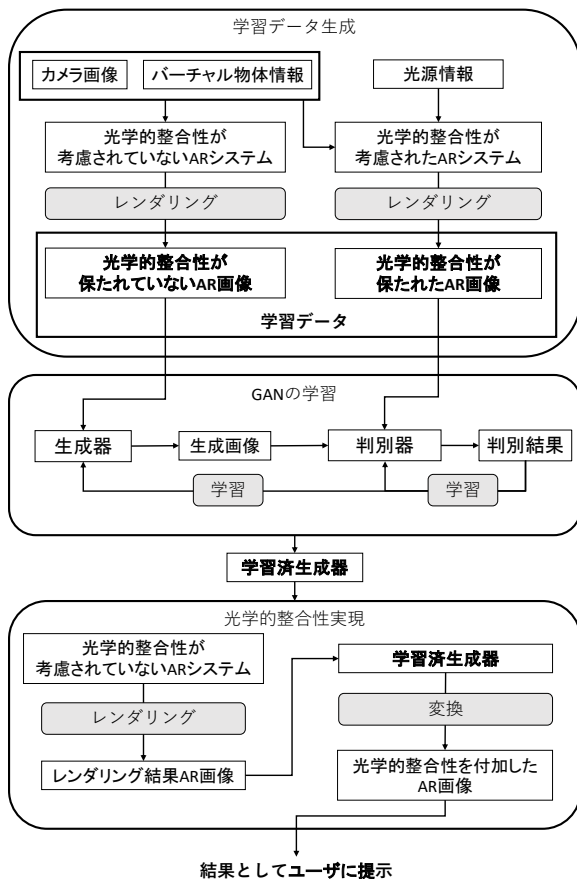 学習データ生成
カメラ画像
バーチャル物体情報
光源情報
光学的整合性が
考慮されていないARシステム
光学的整合性が
考慮されたARシステム
レンダリング
レンダリング
光学的整合性が
保たれていないAR画像
光学的整合性が
保たれたAR画像
学習データ
GANの学習
生成器
生成画像
判別器
判別結果
学習
学習
学習済生成器
光学的整合性実現
光学的整合性が
考慮されていないARシステム
レンダリング
レンダリング結果AR画像
学習済生成器
変換
光学的整合性を付加した
AR画像
結果としてユーザに提示